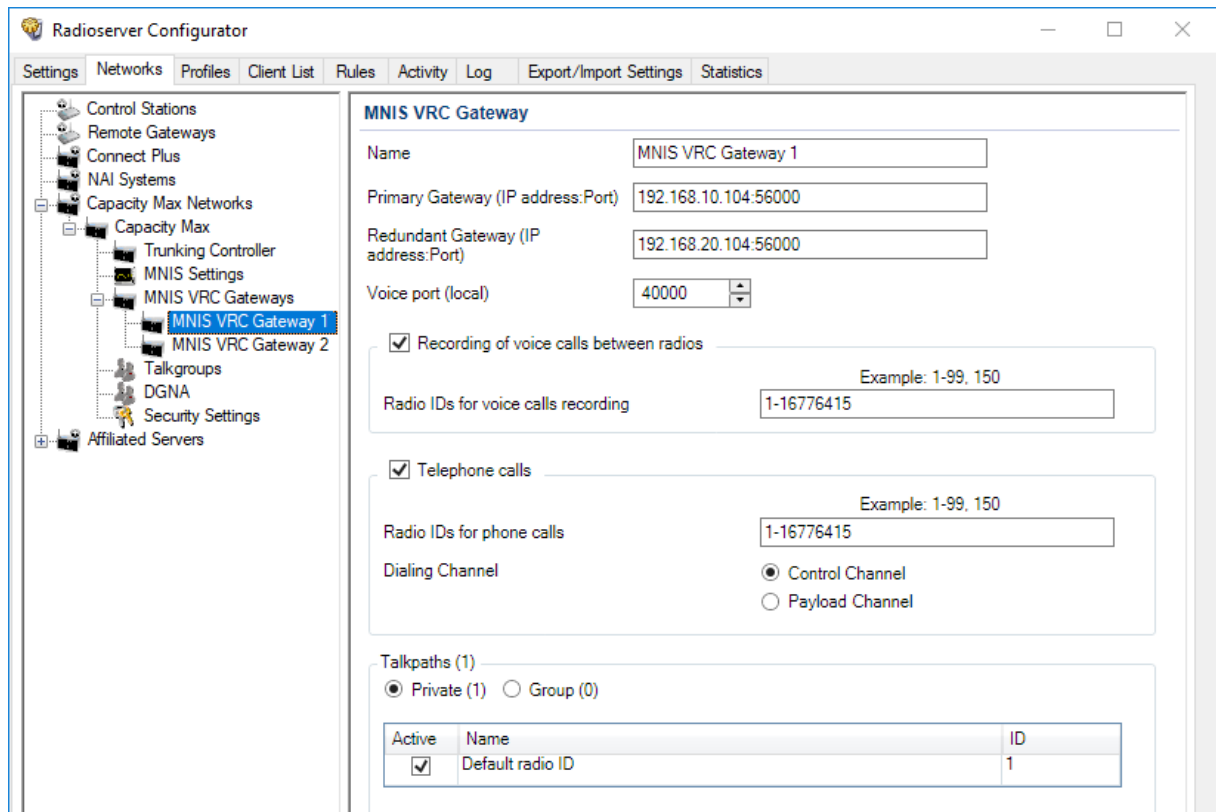 Radioserver Configurator
Settings Networks Profiles Client List Rules Activity Log Export/Import Settings Statistics
Control Stations
Remote Gateways
Connect Plus
NAI Systems
Capacity Max Networks
Capacity Max
Trunking Controller
MNIS Settings
MNIS VRC Gateways
MNIS VRC Gateway 1
MNIS VRC Gateway 2
Talkgroups
DGNA
Security Settings
Affiliated Servers
MNIS VRC Gateway
Name MNIS VRC Gateway 1
Primary Gateway (IP address:Port) 192.168.10.104:56000
Redundant Gateway (IP
address:Port) 192.168.20.104:56000
Voice port (local) 40000
Recording of voice calls between radios
Example: 1-99, 150
Radio IDs for voice calls recording 1-16776415
Telephone calls
Example: 1-99, 150
Radio IDs for phone calls 1-16776415
Dialing Channel Control Channel
Payload Channel
Talkpaths (1)
Private (1) Group (0)
Active Name ID
Default radio ID 1